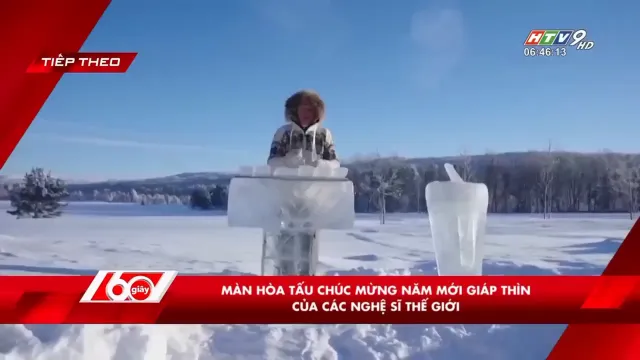 TIẾP THEO
HTV9 HD
06:46:13
60 giây
MÀN HÒA TẤU CHÚC MỪNG NĂM MỚI GIÁP THÌN
CỦA CÁC NGHỆ SĨ THẾ GIỚI